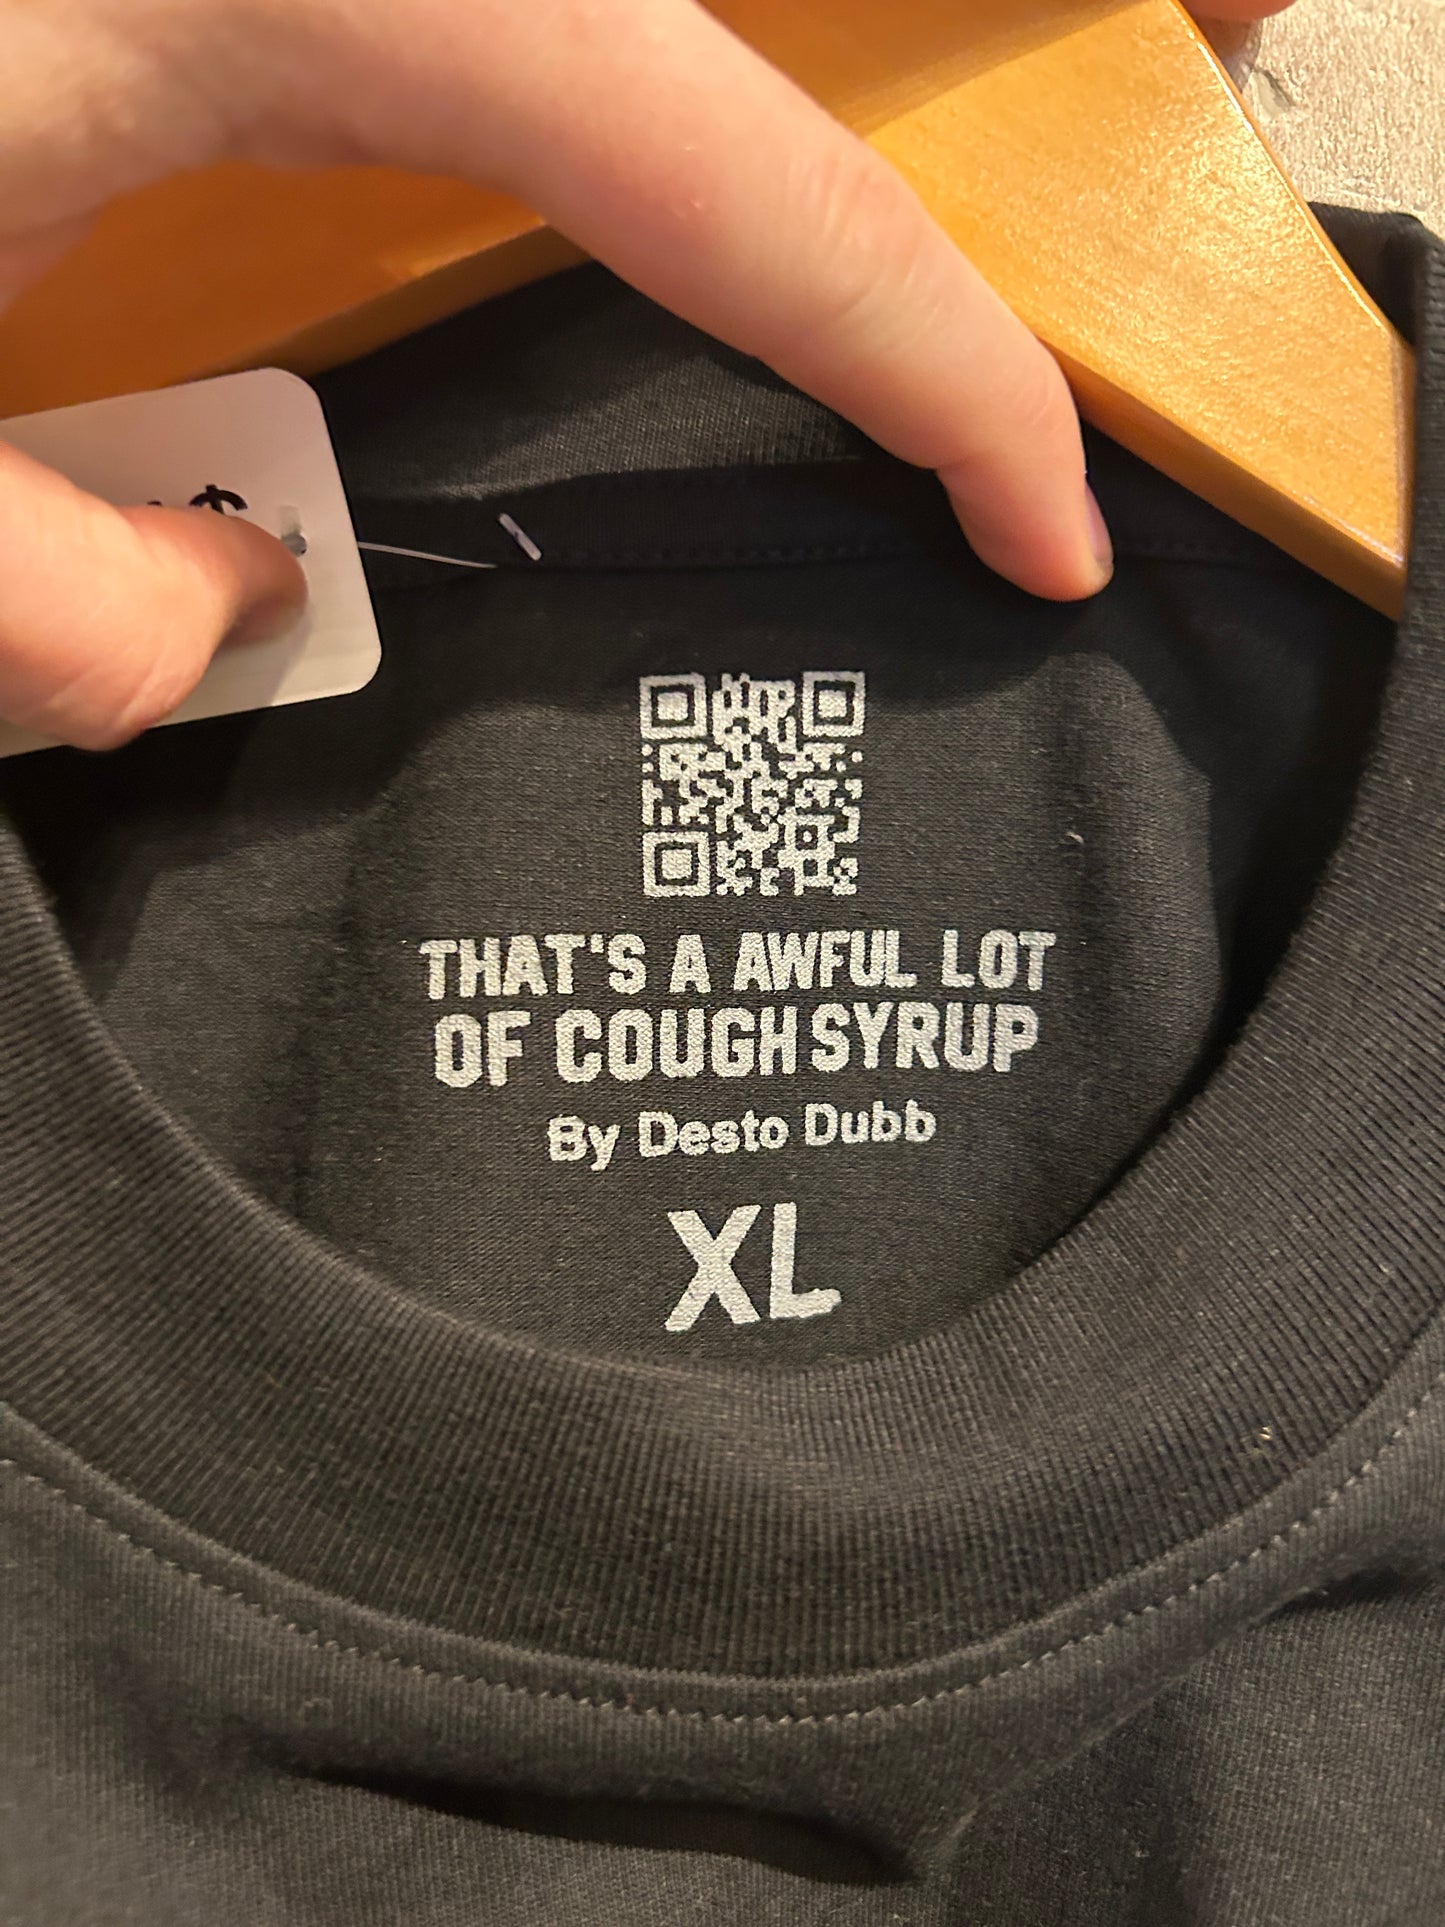 THAT'S A AWFUL LOT
OF COUGH SYRUP
By Desto Dubb
XL